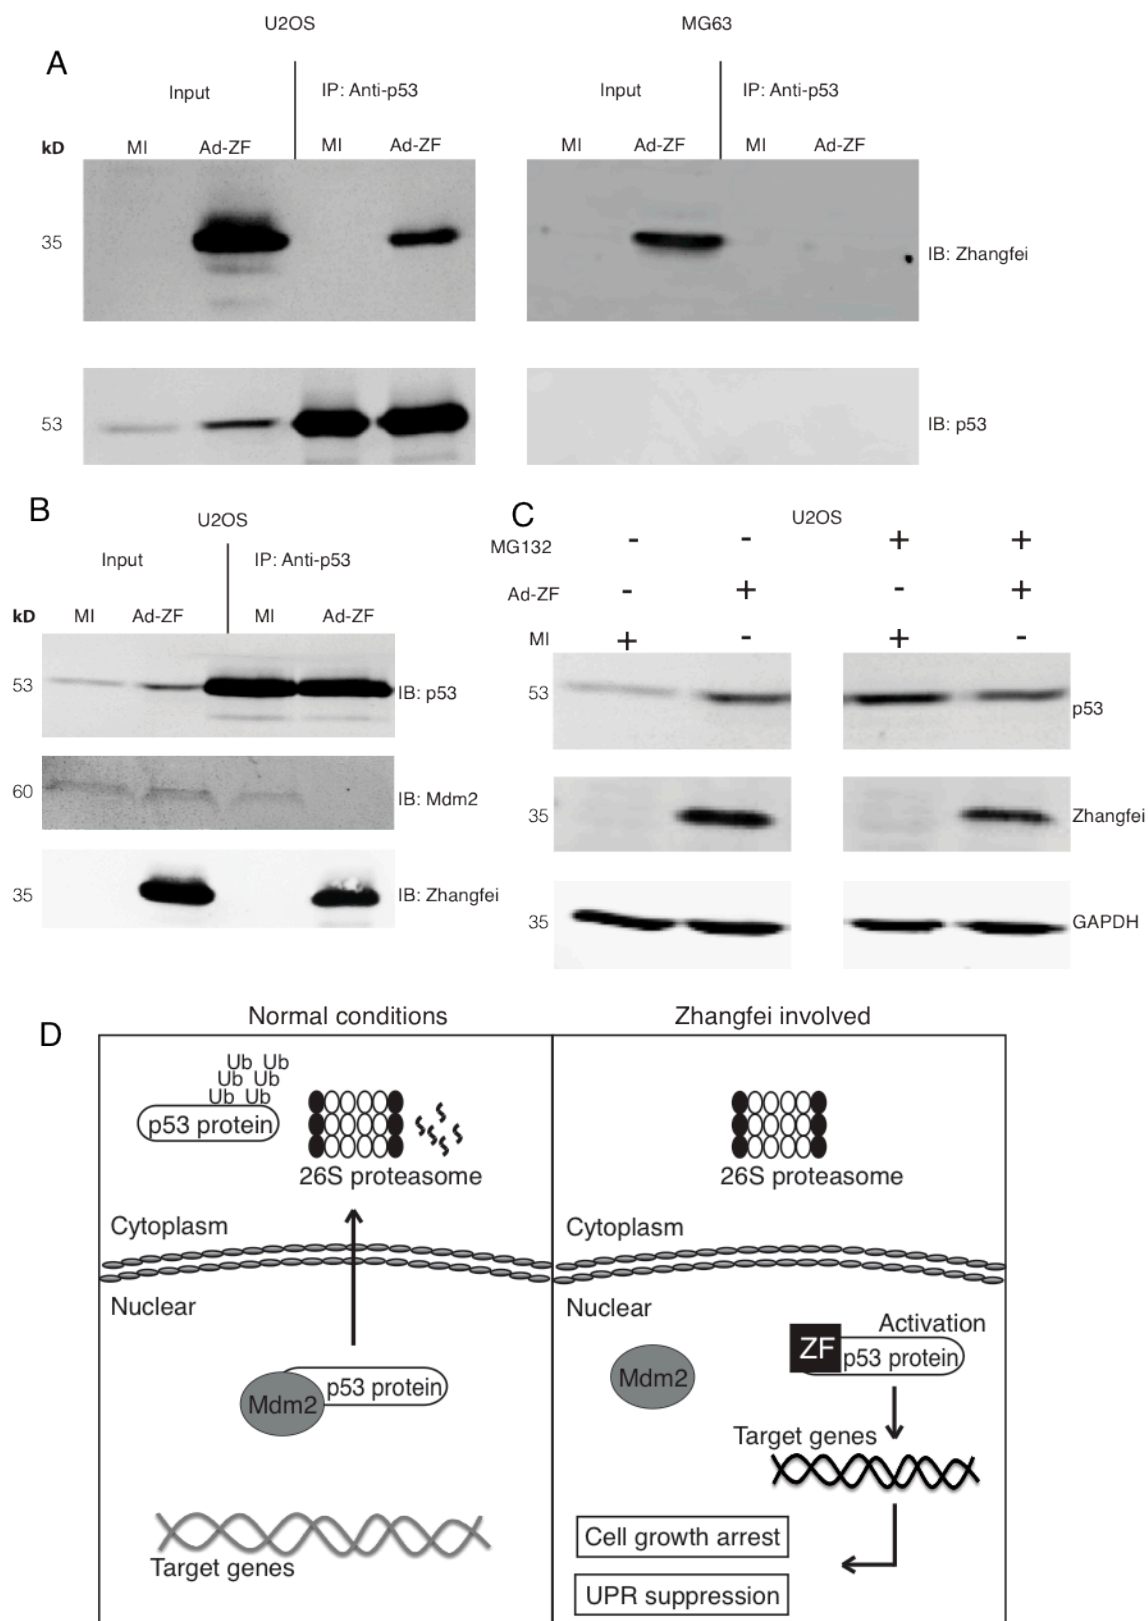 U2OS MG63
A
Input IP: Anti-p53 Input IP: Anti-p53
kD MI Ad-ZF MI Ad-ZF MI Ad-ZF MI Ad-ZF
35 IB: Zhangfei
53 IB: p53
B
U2OS
Input IP: Anti-p53
kD MI Ad-ZF MI Ad-ZF
53 IB: p53
60 IB: Mdm2
35 IB: Zhangfei
C
U2OS
MG132 - - + +
Ad-ZF - + - +
MI + - + -
53 p53
35 Zhangfei
35 GAPDH
D
Normal conditions Zhangfei involved
Ub Ub
Ub Ub
Ub Ub
p53 protein
26S proteasome
Cytoplasm
Nuclear
p53 protein
Mdm2
Target genes
26S proteasome
Cytoplasm
Nuclear
Activation
ZF p53 protein
Mdm2
Target genes
Cell growth arrest
UPR suppression